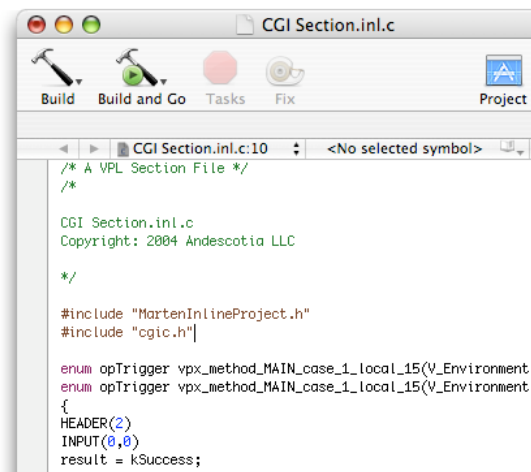 CGI Section.inl.c
Build Build and Go Tasks Fix Project
CGI Section.inl.c:10 <No selected symbol>
/* A VPL Section File */
/*
CGI Section.inl.c
Copyright: 2004 Andescotia LLC
*/
#include "MartenInlineProject.h"
#include "cgic.h"
enum opTrigger vpx_method_MAIN_case_1_local_15(V_Environment
enum opTrigger vpx_method_MAIN_case_1_local_15(V_Environment
{
HEADER(2)
INPUT(0,0)
result = kSuccess;